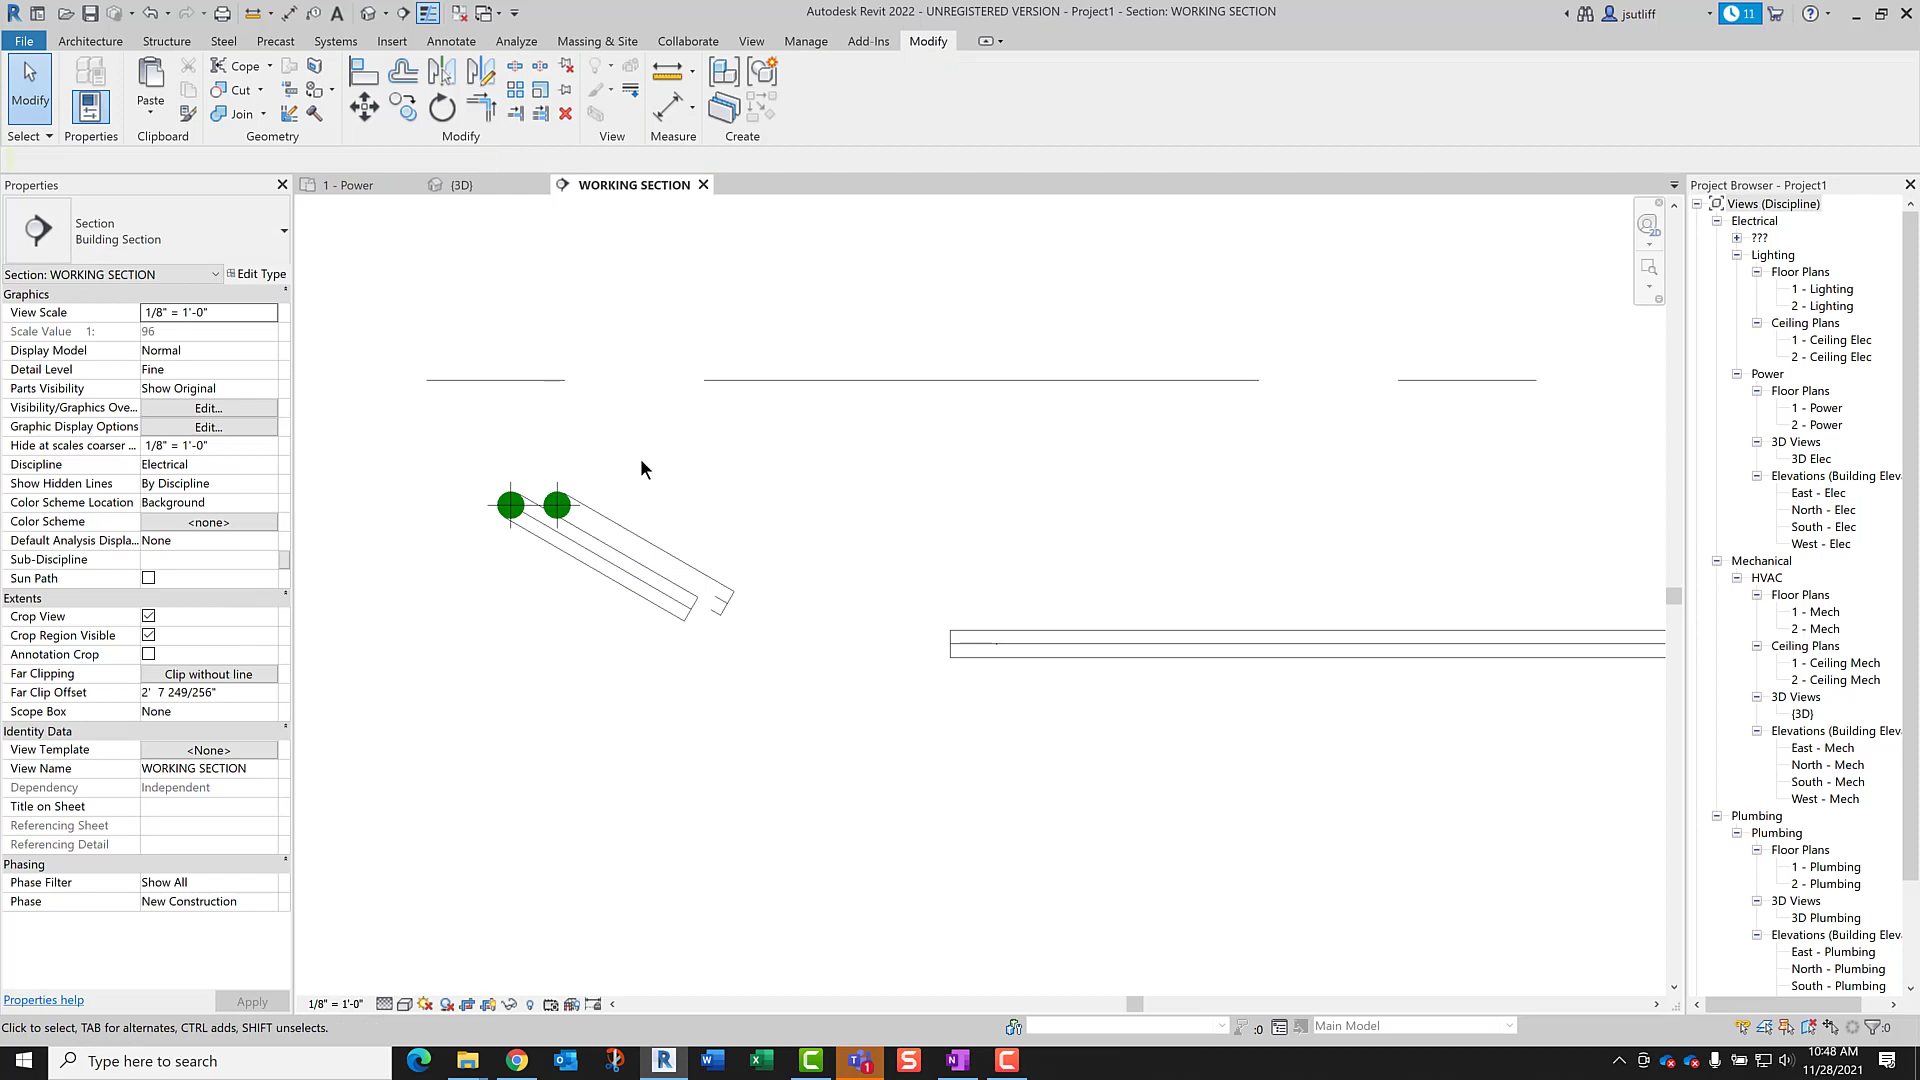 Autodesk Revit 2022 - UNREGISTERED VERSION - Project1 - Section: WORKING SECTION
jsutliff
11
File Architecture Structure Steel Precast Systems Insert Annotate Analyze Massing & Site Collaborate View Manage Add-Ins Modify
Modify
Paste
Cope
Cut
Join
Select Properties Clipboard Geometry Modify View Measure Create
Properties
1 - Power
{3D}
WORKING SECTION
Project Browser - Project1
Section
Building Section
Section: WORKING SECTION
Edit Type
Graphics
View Scale 1/8" = 1'-0"
Scale Value 1: 96
Display Model Normal
Detail Level Fine
Parts Visibility Show Original
Visibility/Graphics Ove... Edit...
Graphic Display Options Edit...
Hide at scales coarser ... 1/8" = 1'-0"
Discipline Electrical
Show Hidden Lines By Discipline
Color Scheme Location Background
Color Scheme <none>
Default Analysis Displa... None
Sub-Discipline
Sun Path
Extents
Crop View
Crop Region Visible
Annotation Crop
Far Clipping Clip without line
Far Clip Offset 2' 7 249/256"
Scope Box None
Identity Data
View Template <None>
View Name WORKING SECTION
Dependency Independent
Title on Sheet
Referencing Sheet
Referencing Detail
Phasing
Phase Filter Show All
Phase New Construction
Properties help
Apply
2D
Views (Discipline)
Electrical
???
Lighting
Floor Plans
1 - Lighting
2 - Lighting
Ceiling Plans
1 - Ceiling Elec
2 - Ceiling Elec
Power
Floor Plans
1 - Power
2 - Power
3D Views
3D Elec
Elevations (Building Eleva
East - Elec
North - Elec
South - Elec
West - Elec
Mechanical
HVAC
Floor Plans
1 - Mech
2 - Mech
Ceiling Plans
1 - Ceiling Mech
2 - Ceiling Mech
3D Views
{3D}
Elevations (Building Elev
East - Mech
North - Mech
South - Mech
West - Mech
Plumbing
Plumbing
Floor Plans
1 - Plumbing
2 - Plumbing
3D Views
3D Plumbing
Elevations (Building Elev
East - Plumbing
North - Plumbing
South - Plumbing
1/8" = 1'-0"
Click to select, TAB for alternates, CTRL adds, SHIFT unselects.
:0
Main Model
:0
Type here to search
10:48 AM
11/28/2021